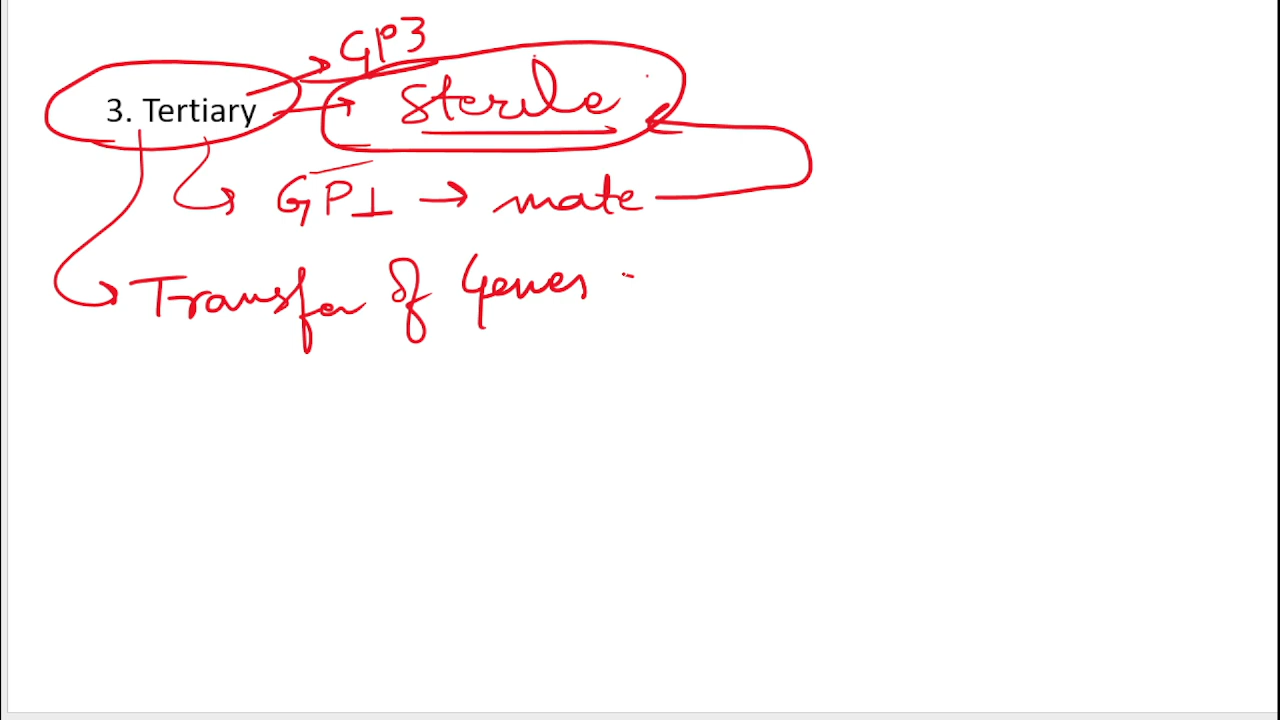 GP3
3. Tertiary Sterile
GP1 → mate
Transfer of Genes